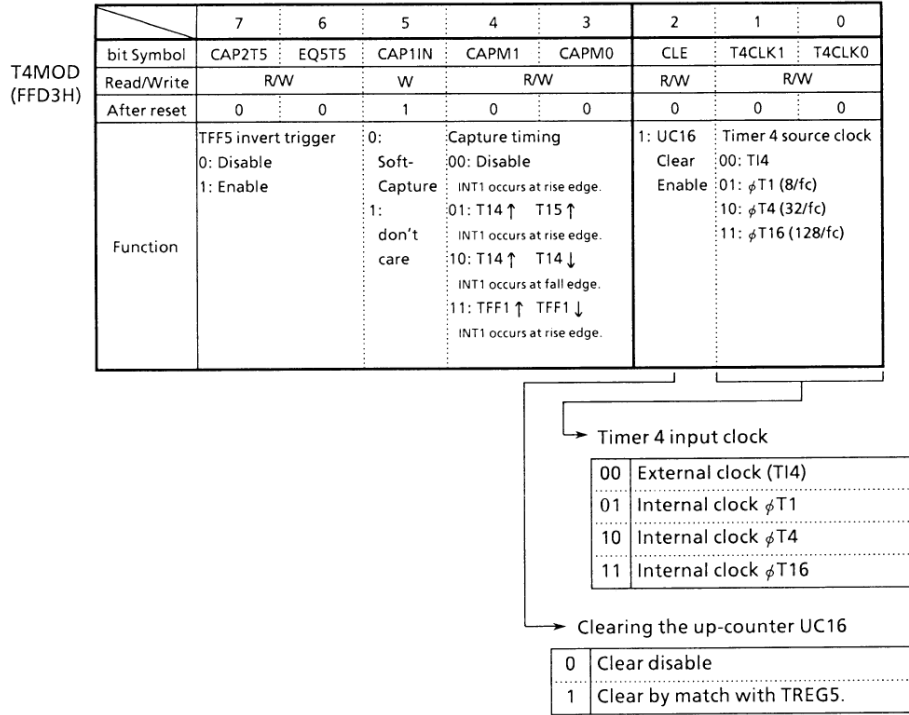 7 6 5 4 3 2 1 0
T4MOD
(FFD3H)
bit Symbol CAP2T5 EQ5T5 CAP1IN CAPM1 CAPM0 CLE T4CLK1 T4CLK0
Read/Write R/W W R/W R/W R/W
After reset 0 0 1 0 0 0 0 0
Function
TFF5 invert trigger
0: Disable
1: Enable
0:
Soft-
Capture
1:
don't
care
Capture timing
00: Disable
INT1 occurs at rise edge.
01: T14↑ T15↑
INT1 occurs at rise edge.
10: T14↑ T14↓
INT1 occurs at fall edge.
11: TFF1↑ TFF1↓
INT1 occurs at rise edge.
1: UC16
Clear
Enable
Timer 4 source clock
00: TI4
01: ϕT1 (8/fc)
10: ϕT4 (32/fc)
11: ϕT16 (128/fc)
Timer 4 input clock
00 External clock (TI4)
01 Internal clock ϕT1
10 Internal clock ϕT4
11 Internal clock ϕT16
Clearing the up-counter UC16
0 Clear disable
1 Clear by match with TREG5.